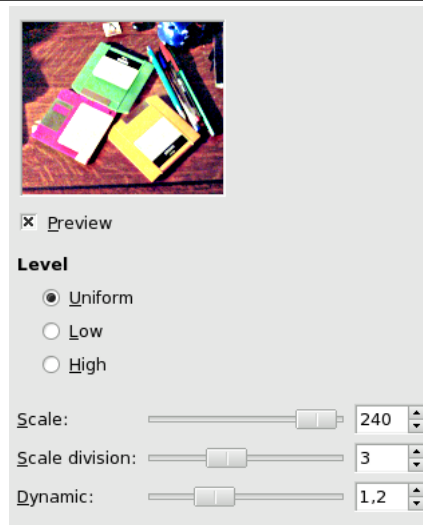 Preview
Level
Uniform
Low
High
Scale: 240
Scale division: 3
Dynamic: 1,2